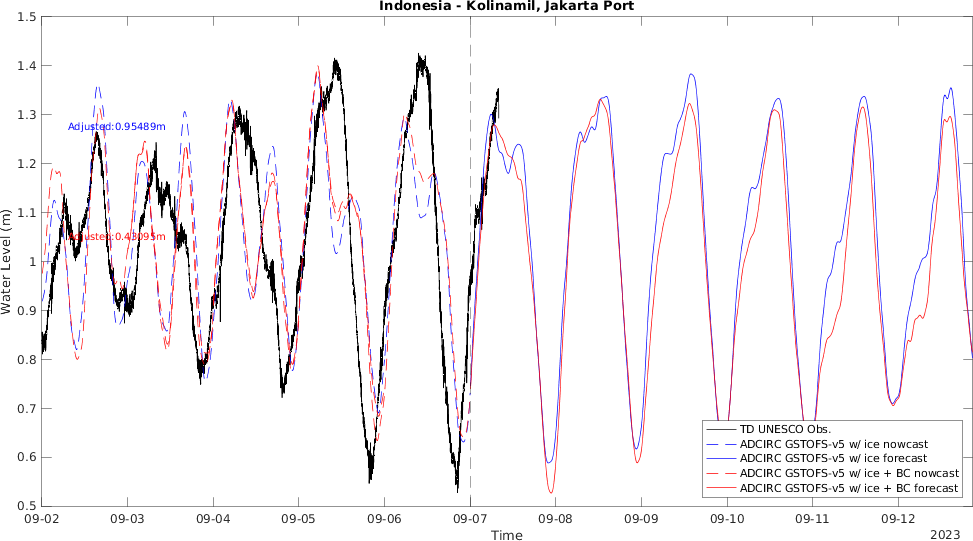 Indonesia - Kolinamil, Jakarta Port
1.5
1.4
1.3
1.2
1.1
1
0.9
0.8
0.7
0.6
0.5
Water Level (m)
Adjusted:0.95489m
Adjusted:0.43095m
TD UNESCO Obs.
ADCIRC GSTOFS-v5 w/ ice nowcast
ADCIRC GSTOFS-v5 w/ ice forecast
ADCIRC GSTOFS-v5 w/ ice + BC nowcast
ADCIRC GSTOFS-v5 w/ ice + BC forecast
09-02 09-03 09-04 09-05 09-06 09-07 09-08 09-09 09-10 09-11 09-12
Time
2023